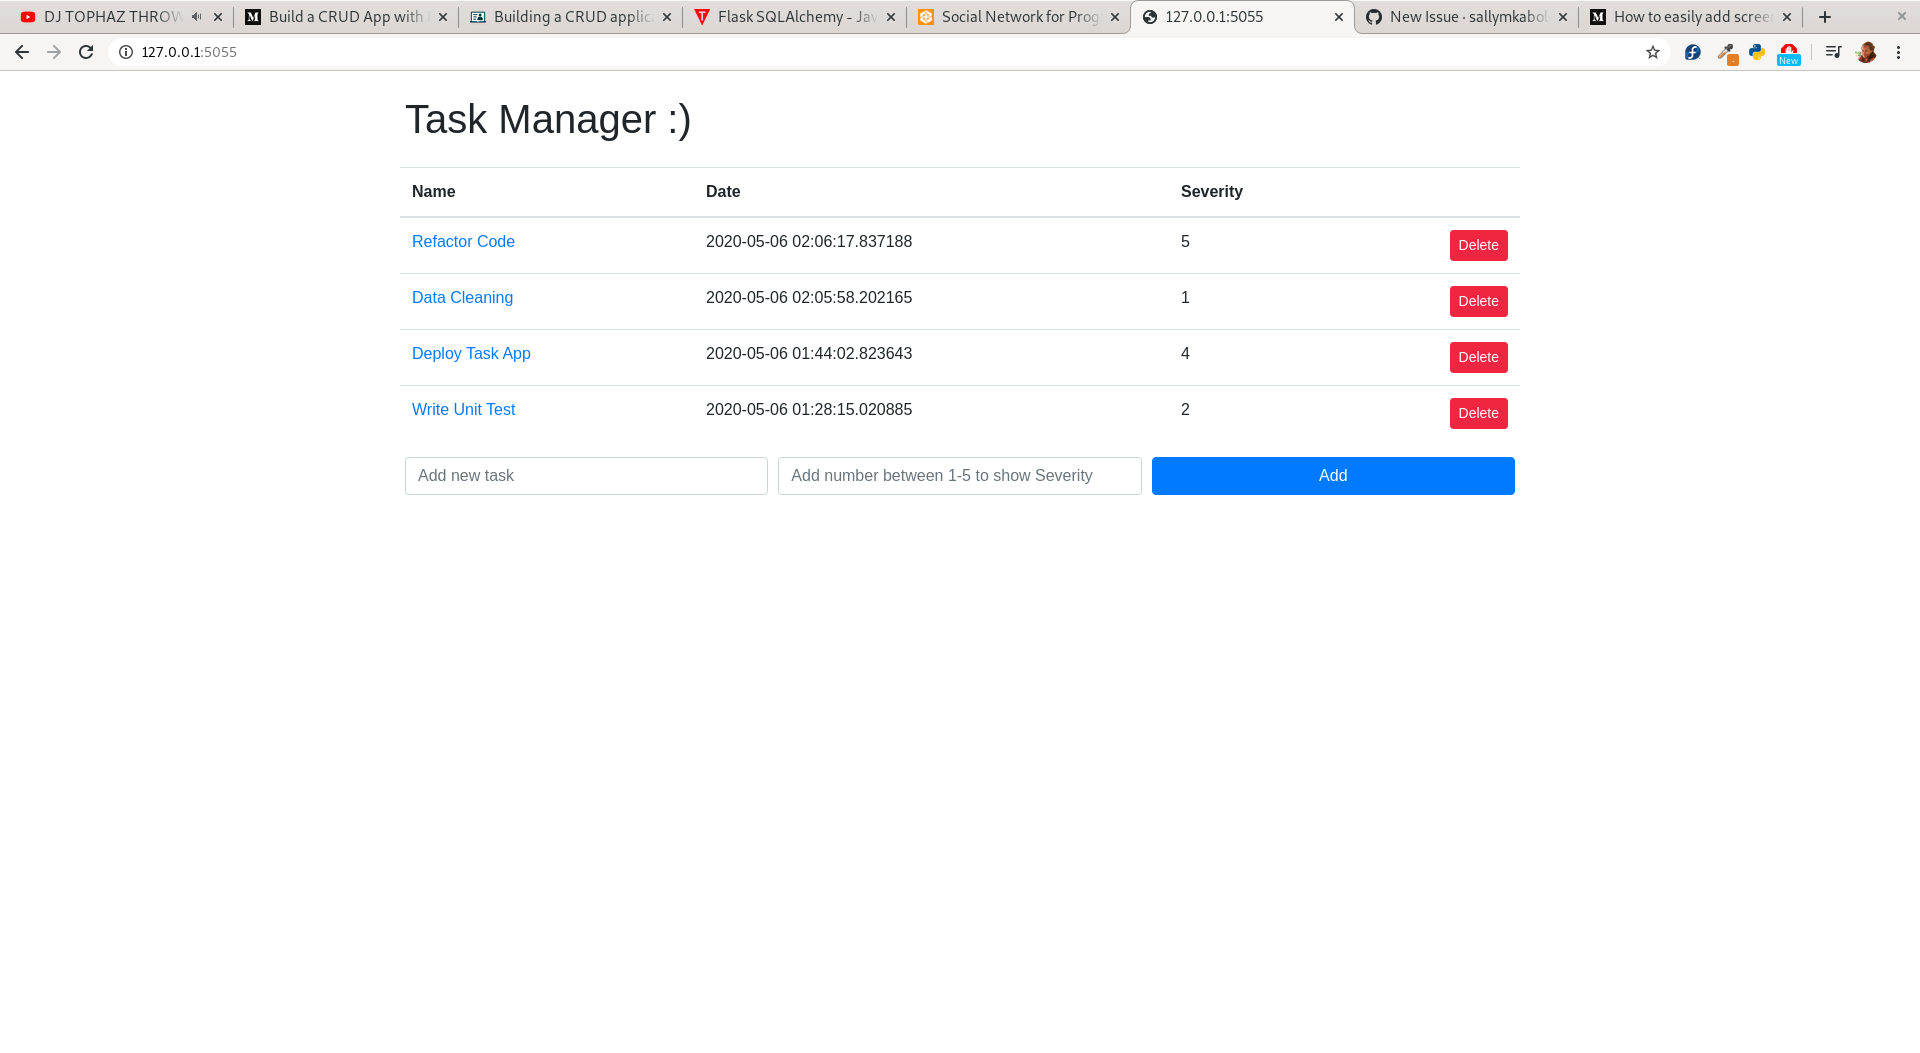 DJ TOPHAZ THROW
Build a CRUD App with
Building a CRUD applic
Flask SQLAlchemy - Jav
Social Network for Prog
127.0.0.1:5055
New Issue · sallymkabol
How to easily add scree
127.0.0.1:5055
New
Task Manager :)
Name Date Severity
Refactor Code 2020-05-06 02:06:17.837188 5 Delete
Data Cleaning 2020-05-06 02:05:58.202165 1 Delete
Deploy Task App 2020-05-06 01:44:02.823643 4 Delete
Write Unit Test 2020-05-06 01:28:15.020885 2 Delete
Add new task Add number between 1-5 to show Severity Add